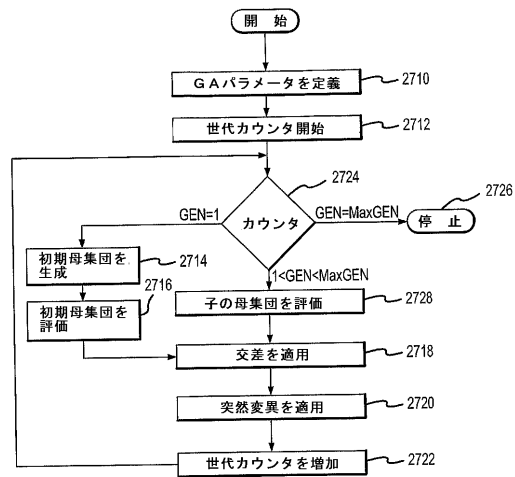 開 始
GAパラメータを定義
2710
世代カウンタ開始
2712
2724
カウンタ
GEN=1
GEN=MaxGEN
2726
停 止
1<GEN<MaxGEN
初期母集団を
生成
2714
2716
初期母集団を
評価
子の母集団を評価
2728
交差を適用
2718
突然変異を適用
2720
世代カウンタを増加
2722